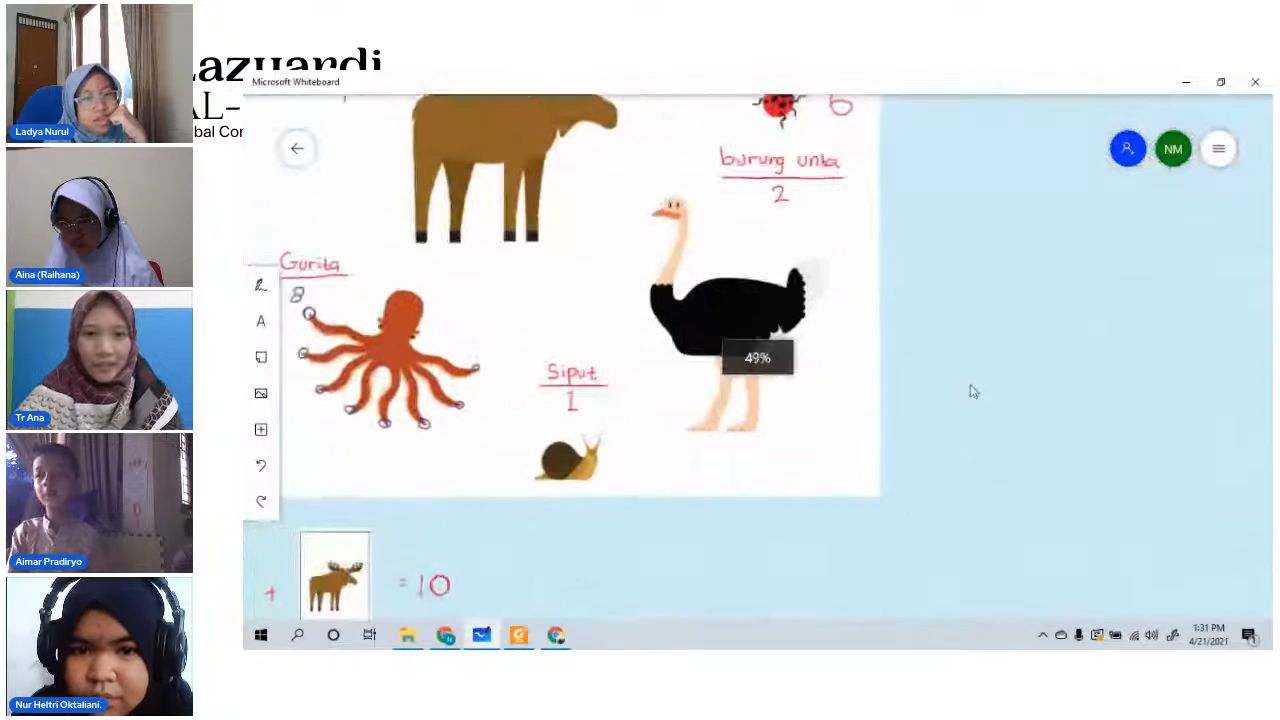 azuardi
AL-
bal Cor
Microsoft Whiteboard
6
NM
burung unta
2
Gurita
8
49%
Siput
1
+
= 10
Ladya Nurul
Aina (Raihana)
Tr Ana
Aimar Pradiryo
Nur Heltri Oktaliani.
1:31 PM
4/21/2021